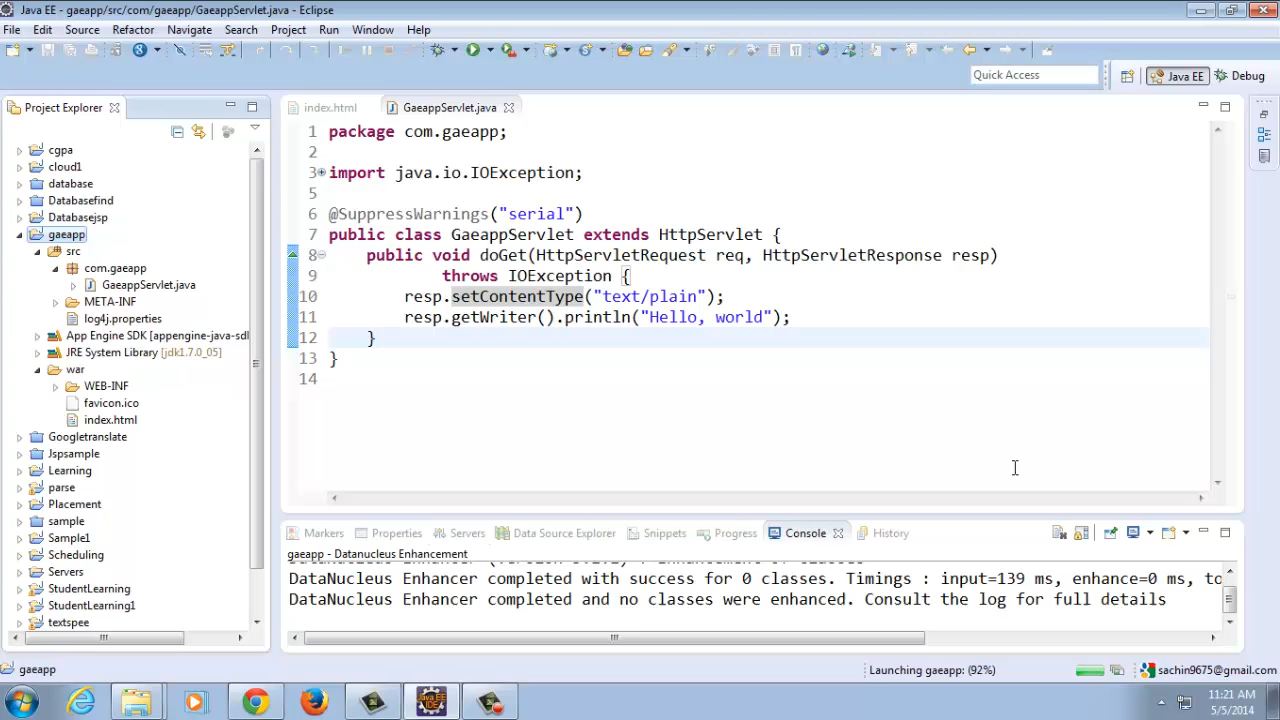 Java EE - gaeapp/src/com/gaeapp/GaeappServlet.java - Eclipse
File Edit Source Refactor Navigate Search Project Run Window Help
Quick Access
Java EE
Debug
Project Explorer
cgpa
cloud1
database
Databasefind
Databasejsp
gaeapp
src
com.gaeapp
GaeappServlet.java
META-INF
log4j.properties
App Engine SDK [appengine-java-sd
JRE System Library [jdk1.7.0_05]
war
WEB-INF
favicon.ico
index.html
Googletranslate
Jspsample
Learning
parse
Placement
sample
Sample1
Scheduling
Servers
StudentLearning
StudentLearning1
textspee
index.html
GaeappServlet.java
1 package com.gaeapp;
2
3 import java.io.IOException;
5
6 @SuppressWarnings("serial")
7 public class GaeappServlet extends HttpServlet {
8 public void doGet(HttpServletRequest req, HttpServletResponse resp)
9 throws IOException {
10 resp.setContentType("text/plain");
11 resp.getWriter().println("Hello, world");
12 }
13 }
14
Markers Properties Servers Data Source Explorer Snippets Progress Console History
gaeapp - Datanucleus Enhancement
DataNucleus Enhancer completed with success for 0 classes. Timings : input=139 ms, enhance=0 ms, to
DataNucleus Enhancer completed and no classes were enhanced. Consult the log for full details
gaeapp
Launching gaeapp: (92%)
sachin9675@gmail.com
11:21 AM
5/5/2014